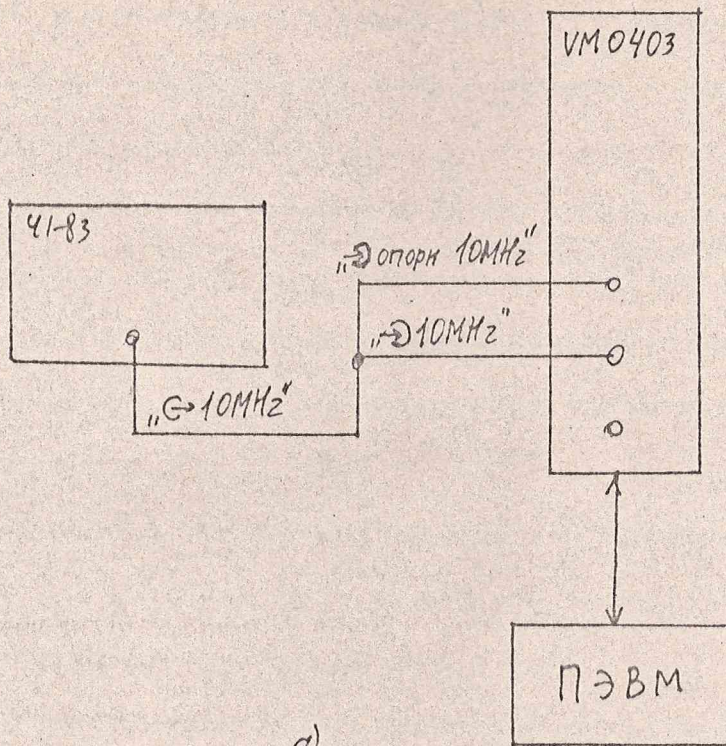 VM0403
Ч1-83
„→Э опорн 10MHz"
„→Э 10MHz"
„Є→ 10MHz"
ПЭВМ
а)